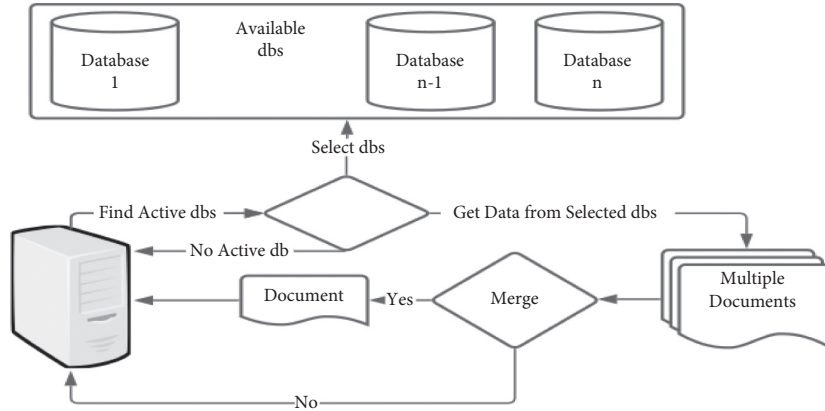 Available
dbs
Database
1
Database
n-1
Database
n
Select dbs
Find Active dbs
Get Data from Selected dbs
No Active db
Multiple
Documents
Document
Yes
Merge
No